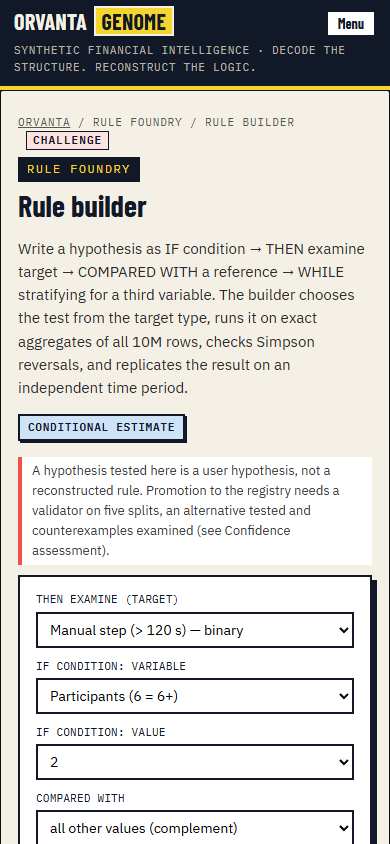 ORVANTA GENOME
Menu
SYNTHETIC FINANCIAL INTELLIGENCE · DECODE THE
STRUCTURE. RECONSTRUCT THE LOGIC.
ORVANTA / RULE FOUNDRY / RULE BUILDER
CHALLENGE
RULE FOUNDRY
Rule builder
Write a hypothesis as IF condition → THEN examine
target → COMPARED WITH a reference → WHILE
stratifying for a third variable. The builder chooses
the test from the target type, runs it on exact
aggregates of all 10M rows, checks Simpson
reversals, and replicates the result on an
independent time period.
CONDITIONAL ESTIMATE
A hypothesis tested here is a user hypothesis, not a
reconstructed rule. Promotion to the registry needs a
validator on five splits, an alternative tested and
counterexamples examined (see Confidence
assessment).
THEN EXAMINE (TARGET)
Manual step (> 120 s) — binary
IF CONDITION: VARIABLE
Participants (6 = 6+)
IF CONDITION: VALUE
2
COMPARED WITH
all other values (complement)